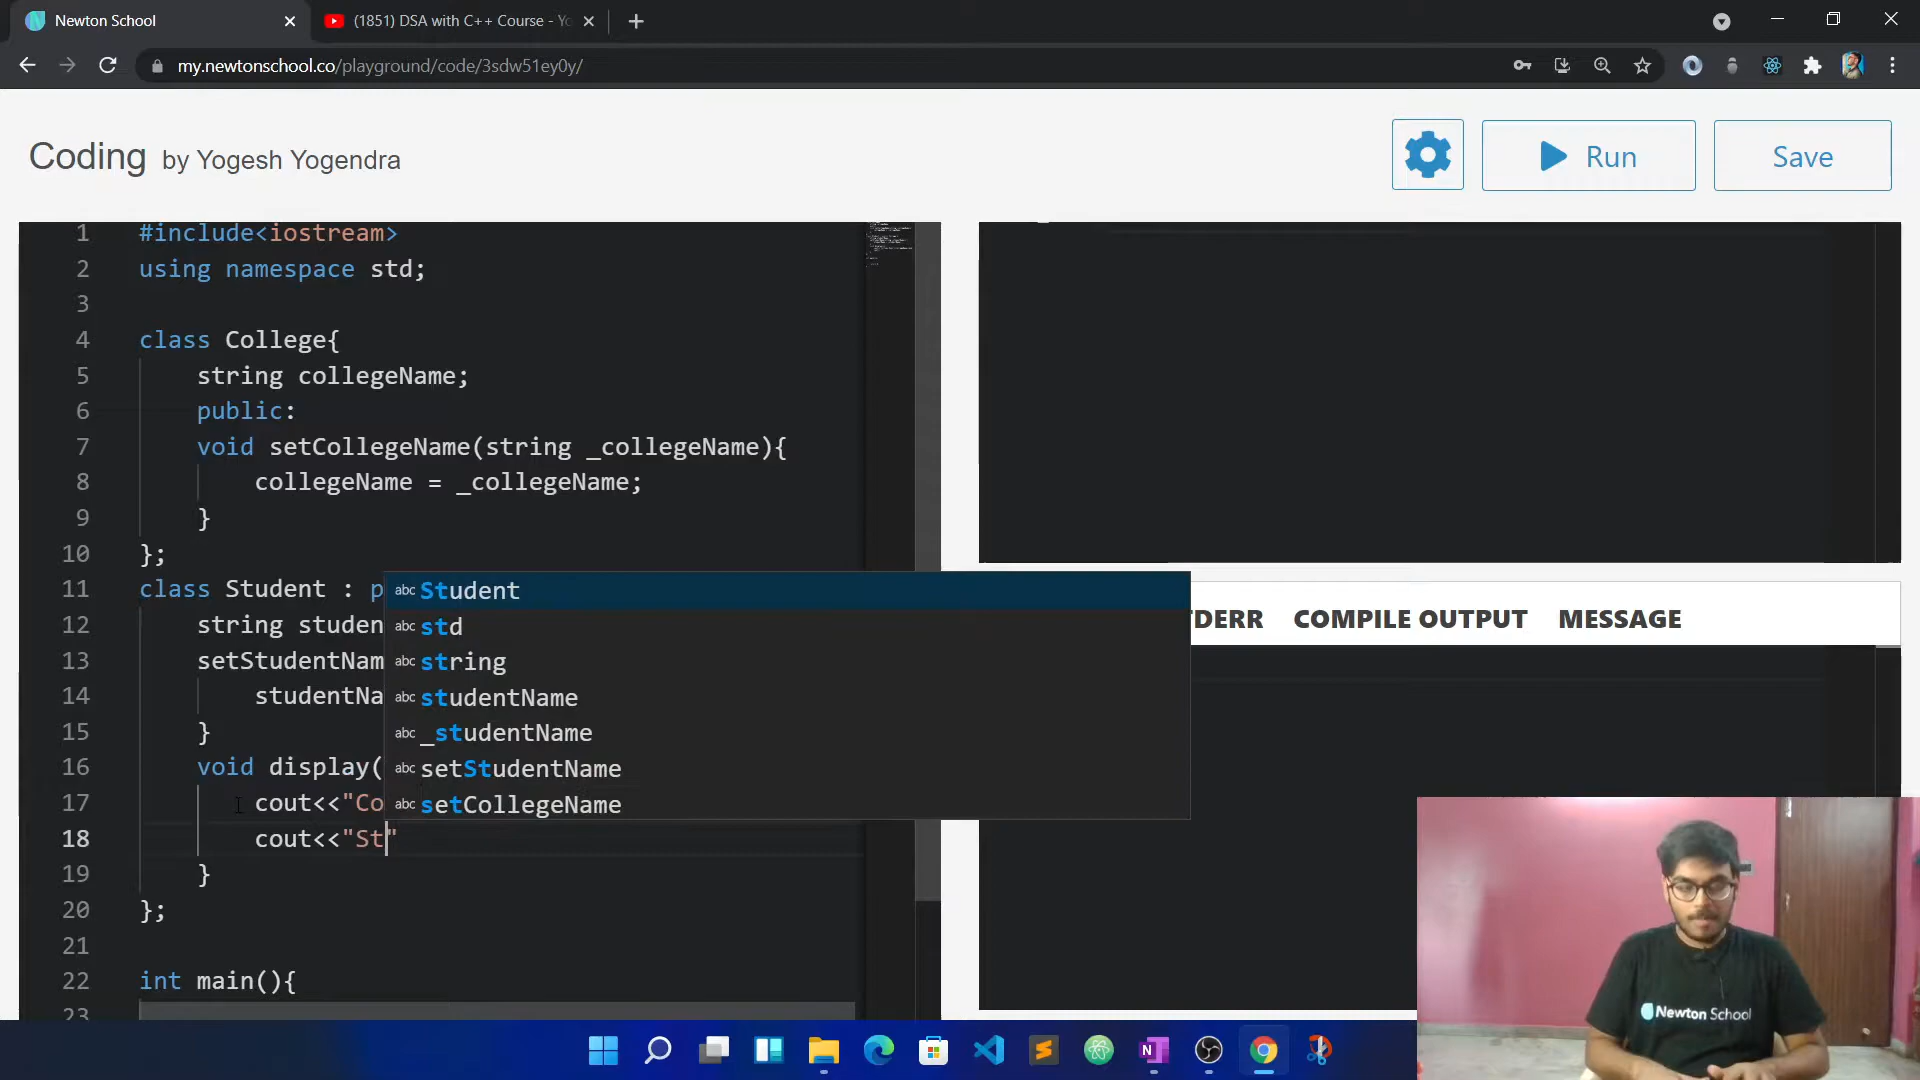 Newton School
(1851) DSA with C++ Course - Yo
my.newtonschool.co/playground/code/3sdw51ey0y/
Coding by Yogesh Yogendra
Run
Save
1 #include<iostream>
2 using namespace std;
3
4 class College{
5 string collegeName;
6 public:
7 void setCollegeName(string _collegeName){
8 collegeName = _collegeName;
9 }
10 };
11 class Student : p
12 string studen
13 setStudentNam
14 studentNa
15 }
16 void display(
17 cout<<"Co
18 cout<<"St"
19 }
20 };
21
22 int main(){
23
abc Student
abc std
abc string
abc studentName
abc _studentName
abc setStudentName
abc setCollegeName
TDERR COMPILE OUTPUT MESSAGE
Newton School